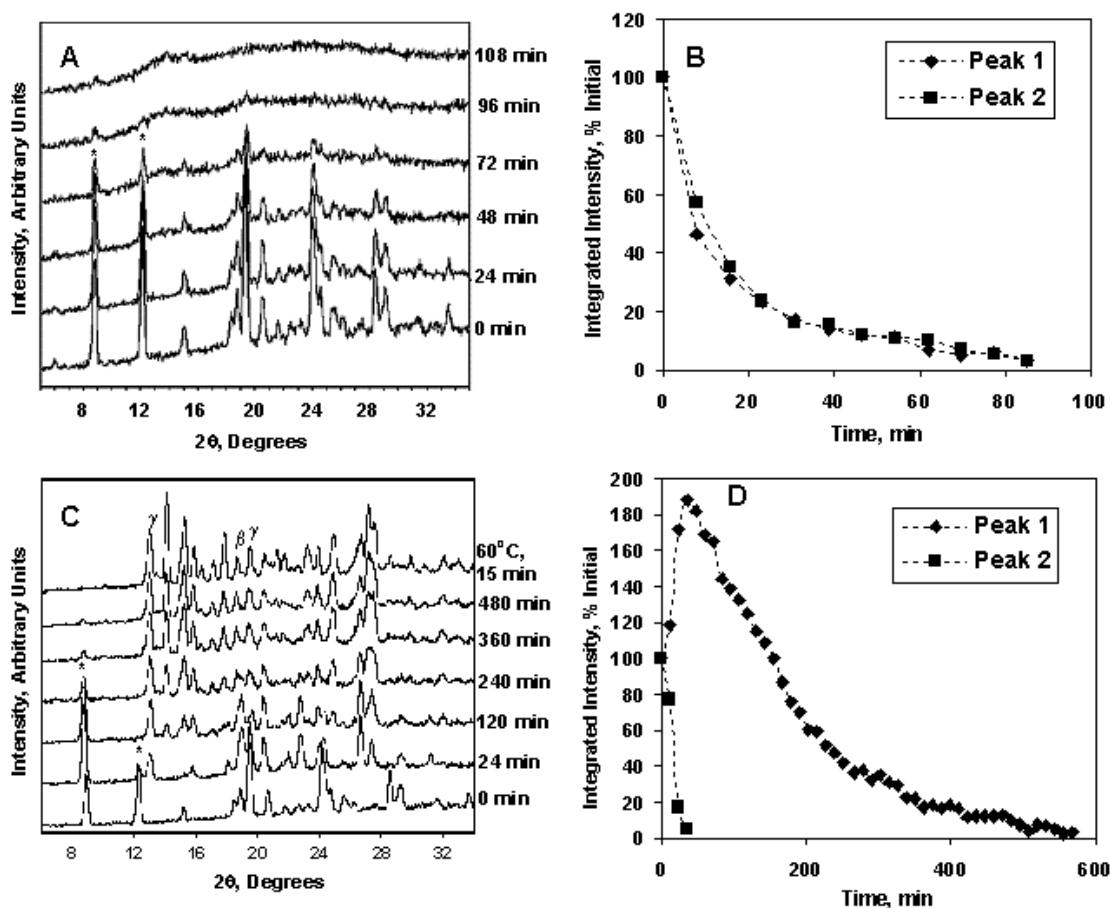 A
Intensity, Arbitrary Units
108 min
96 min
72 min
48 min
24 min
0 min
* *
8 12 16 20 24 28 32
2θ, Degrees
B
Integrated Intensity, % Initial
120
100
80
60
40
20
0
Peak 1
Peak 2
0 20 40 60 80 100
Time, min
C
Intensity, Arbitrary Units
γ β γ
60°C,
15 min
480 min
360 min
240 min
120 min
24 min
0 min
*
*
8 12 16 20 24 28 32
2θ, Degrees
D
Integrated Intensity, % Initial
200
180
160
140
120
100
80
60
40
20
0
Peak 1
Peak 2
0 200 400 600
Time, min